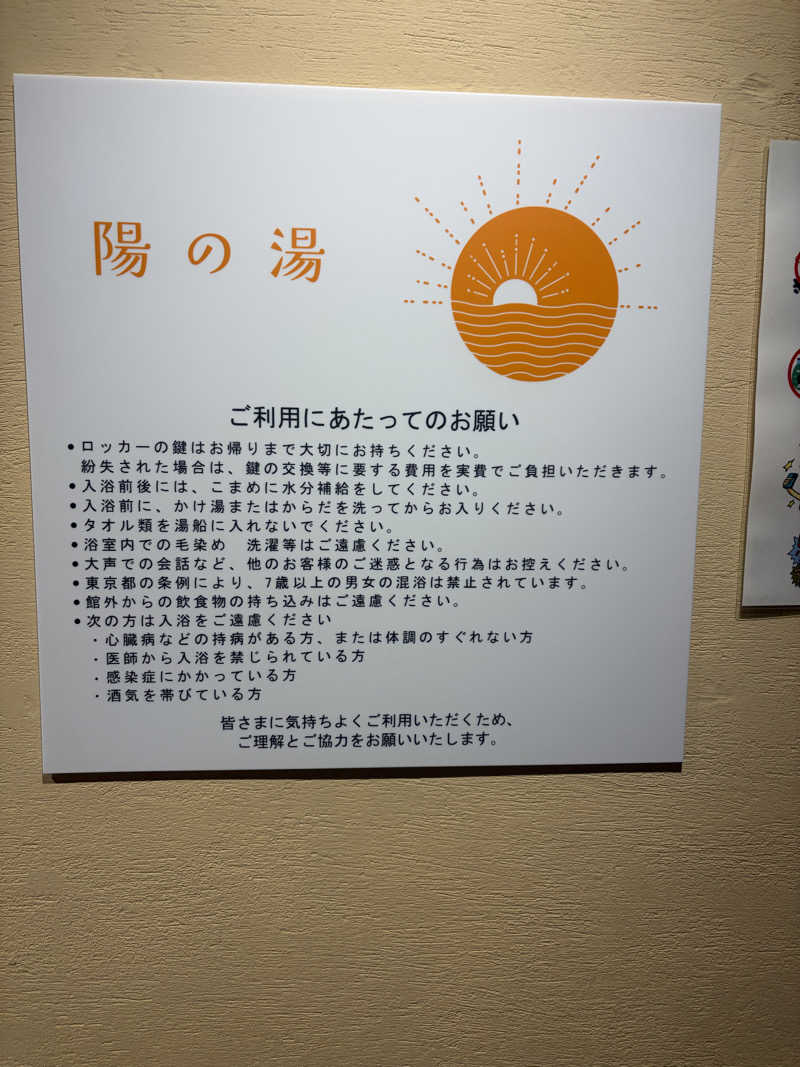 陽の湯
ご利用にあたってのお願い
●ロッカーの鍵はお帰りまで大切にお持ちください。
紛失された場合は、鍵の交換等に要する費用を実費でご負担いただきます。
●入浴前後には、こまめに水分補給をしてください。
●入浴前に、かけ湯またはからだを洗ってからお入りください。
●タオル類を湯船に入れないでください。
●浴室内での毛染め　洗濯等はご遠慮ください。
●大声での会話など、他のお客様のご迷惑となる行為はお控えください。
●東京都の条例により、7歳以上の男女の混浴は禁止されています。
●館外からの飲食物の持ち込みはご遠慮ください。
●次の方は入浴をご遠慮ください
・心臓病などの持病がある方、または体調のすぐれない方
・医師から入浴を禁じられている方
・感染症にかかっている方
・酒気を帯びている方
皆さまに気持ちよくご利用いただくため、
ご理解とご協力をお願いいたします。